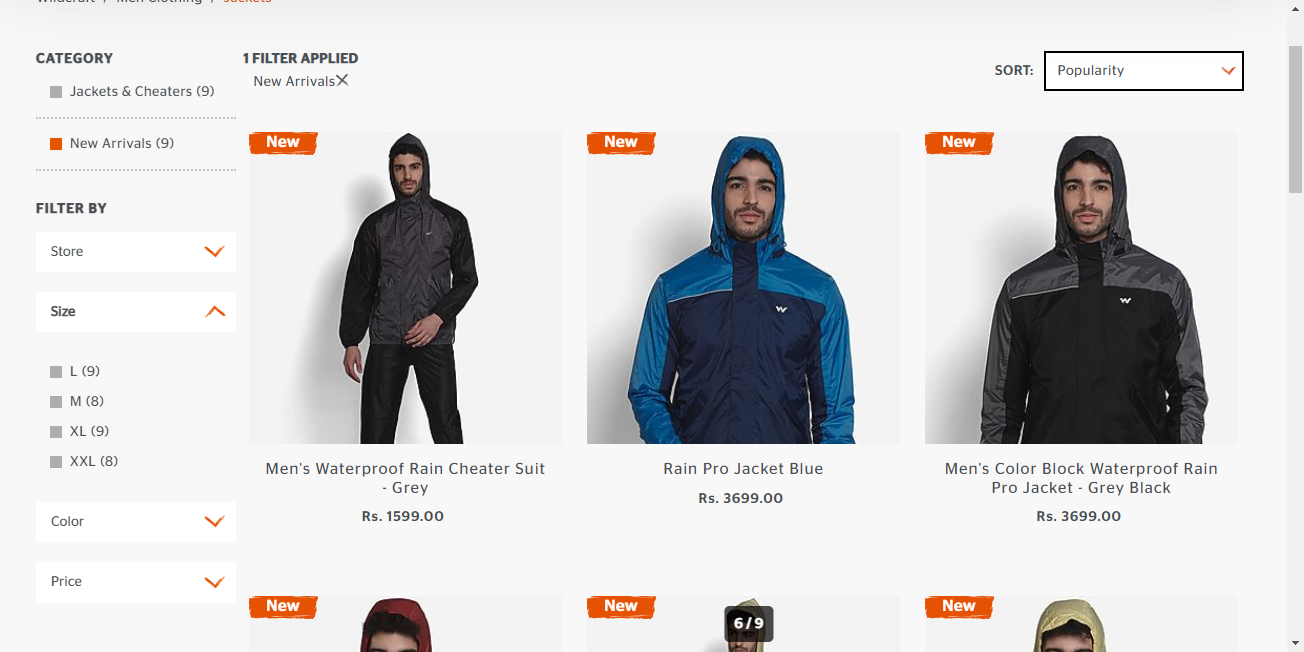 Wildcraft / Men Clothing / Jackets
CATEGORY
Jackets & Cheaters (9)
New Arrivals (9)
FILTER BY
Store
Size
L (9)
M (8)
XL (9)
XXL (8)
Color
Price
1 FILTER APPLIED
New Arrivals
SORT:
Popularity
New
New
New
Men's Waterproof Rain Cheater Suit
- Grey
Rs. 1599.00
Rain Pro Jacket Blue
Rs. 3699.00
Men's Color Block Waterproof Rain
Pro Jacket - Grey Black
Rs. 3699.00
New
New
New
6/9